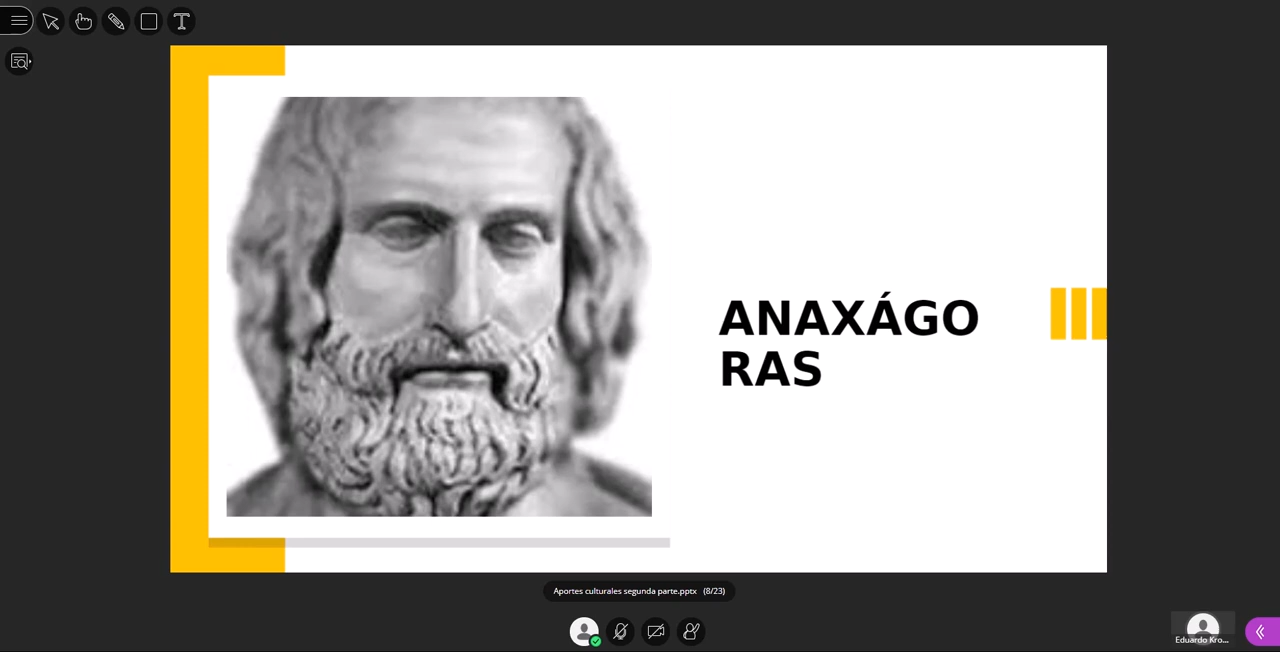 ANAXÁGO
RAS
Aportes culturales segunda parte.pptx (8/23)
Eduardo Kro...